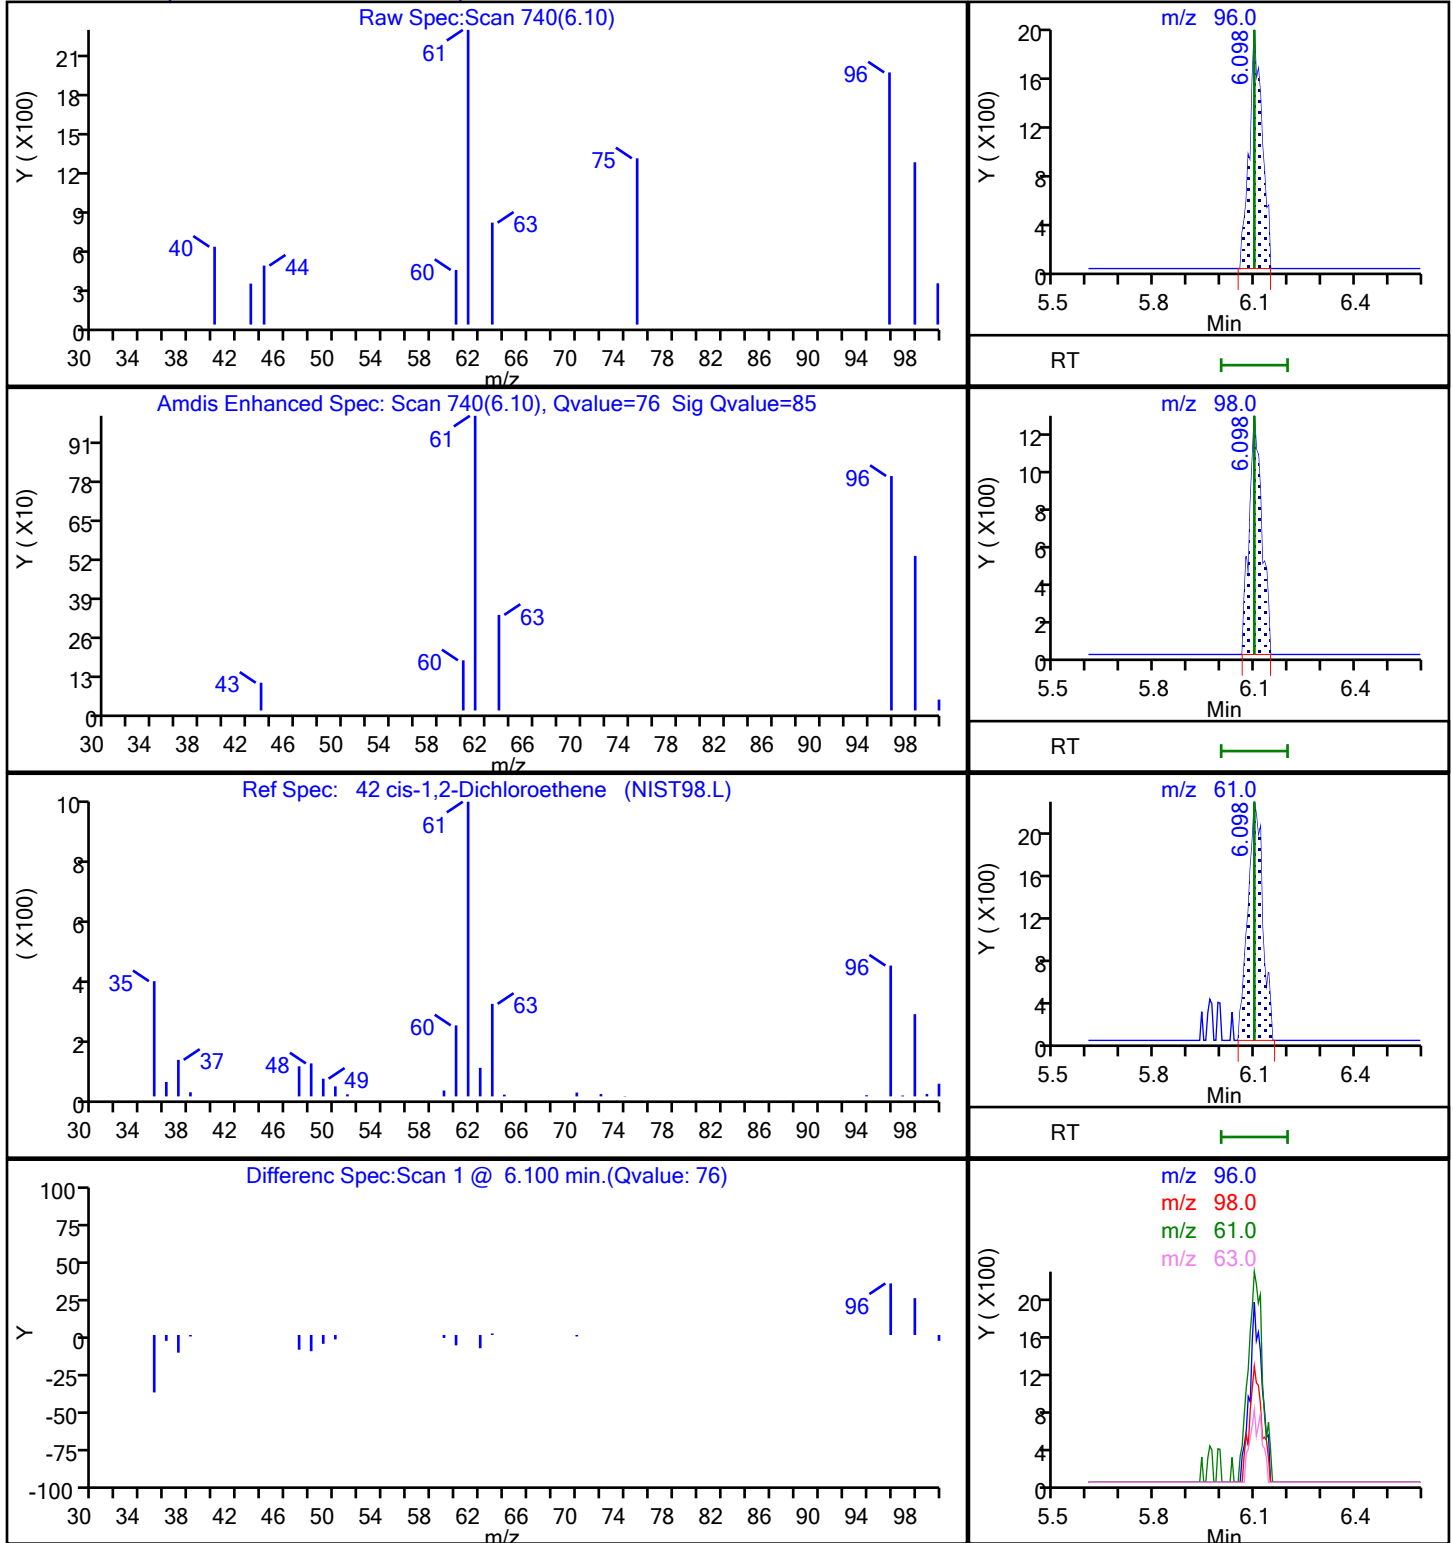 Raw Spec:Scan 740(6.10)
Y ( X100)
21
18
15
12
9
6
3
0
61
96
75
63
40
44
60
30 34 38 42 46 50 54 58 62 66 70 74 78 82 86 90 94 98
m/z
m/z 96.0
Y ( X100)
20
16
12
8
4
0
6.098
5.5 5.8 6.1 6.4
Min
RT
Amdis Enhanced Spec: Scan 740(6.10), Qvalue=76 Sig Qvalue=85
Y ( X10)
91
78
65
52
39
26
13
0
61
96
63
60
43
30 34 38 42 46 50 54 58 62 66 70 74 78 82 86 90 94 98
m/z
m/z 98.0
Y ( X100)
12
10
8
6
4
2
0
6.098
5.5 5.8 6.1 6.4
Min
RT
Ref Spec: 42 cis-1,2-Dichloroethene (NIST98.L)
( X100)
10
8
6
4
2
0
61
96
35
63
60
37
48
49
30 34 38 42 46 50 54 58 62 66 70 74 78 82 86 90 94 98
m/z 61.0
Y ( X100)
20
16
12
8
4
0
6.098
5.5 5.8 6.1 6.4
Min
RT
Differenc Spec:Scan 1 @ 6.100 min.(Qvalue: 76)
Y
100
75
50
25
0
-25
-50
-75
-100
96
30 34 38 42 46 50 54 58 62 66 70 74 78 82 86 90 94 98
m/z
m/z 96.0
m/z 98.0
m/z 61.0
m/z 63.0
Y ( X100)
20
16
12
8
4
0
5.5 5.8 6.1 6.4
Min